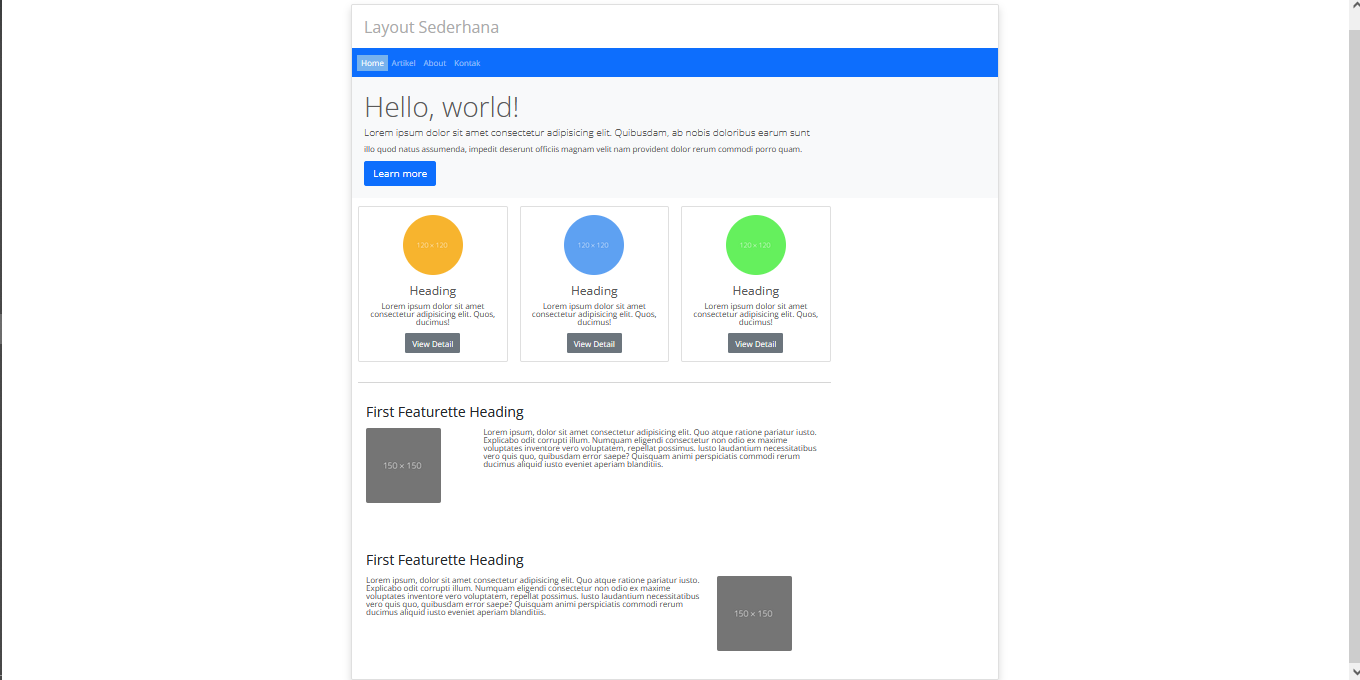 Layout Sederhana
Home Artikel About Kontak
Hello, world!
Lorem ipsum dolor sit amet consectetur adipisicing elit. Quibusdam, ab nobis doloribus earum sunt
illo quod natus assumenda, impedit deserunt officiis magnam velit nam provident dolor rerum commodi porro quam.
Learn more
120 × 120
Heading
Lorem ipsum dolor sit amet
consectetur adipisicing elit. Quos,
ducimus!
View Detail
120 × 120
Heading
Lorem ipsum dolor sit amet
consectetur adipisicing elit. Quos,
ducimus!
View Detail
120 × 120
Heading
Lorem ipsum dolor sit amet
consectetur adipisicing elit. Quos,
ducimus!
View Detail
First Featurette Heading
150 × 150
Lorem ipsum, dolor sit amet consectetur adipisicing elit. Quo atque ratione pariatur iusto.
Explicabo odit corrupti illum. Numquam eligendi consectetur non odio ex maxime
voluptates inventore vero voluptatem, repellat possimus. Iusto laudantium necessitatibus
vero quis quo, quibusdam error saepe? Quisquam animi perspiciatis commodi rerum
ducimus aliquid iusto eveniet aperiam blanditiis.
First Featurette Heading
Lorem ipsum, dolor sit amet consectetur adipisicing elit. Quo atque ratione pariatur iusto.
Explicabo odit corrupti illum. Numquam eligendi consectetur non odio ex maxime
voluptates inventore vero voluptatem, repellat possimus. Iusto laudantium necessitatibus
vero quis quo, quibusdam error saepe? Quisquam animi perspiciatis commodi rerum
ducimus aliquid iusto eveniet aperiam blanditiis.
150 × 150